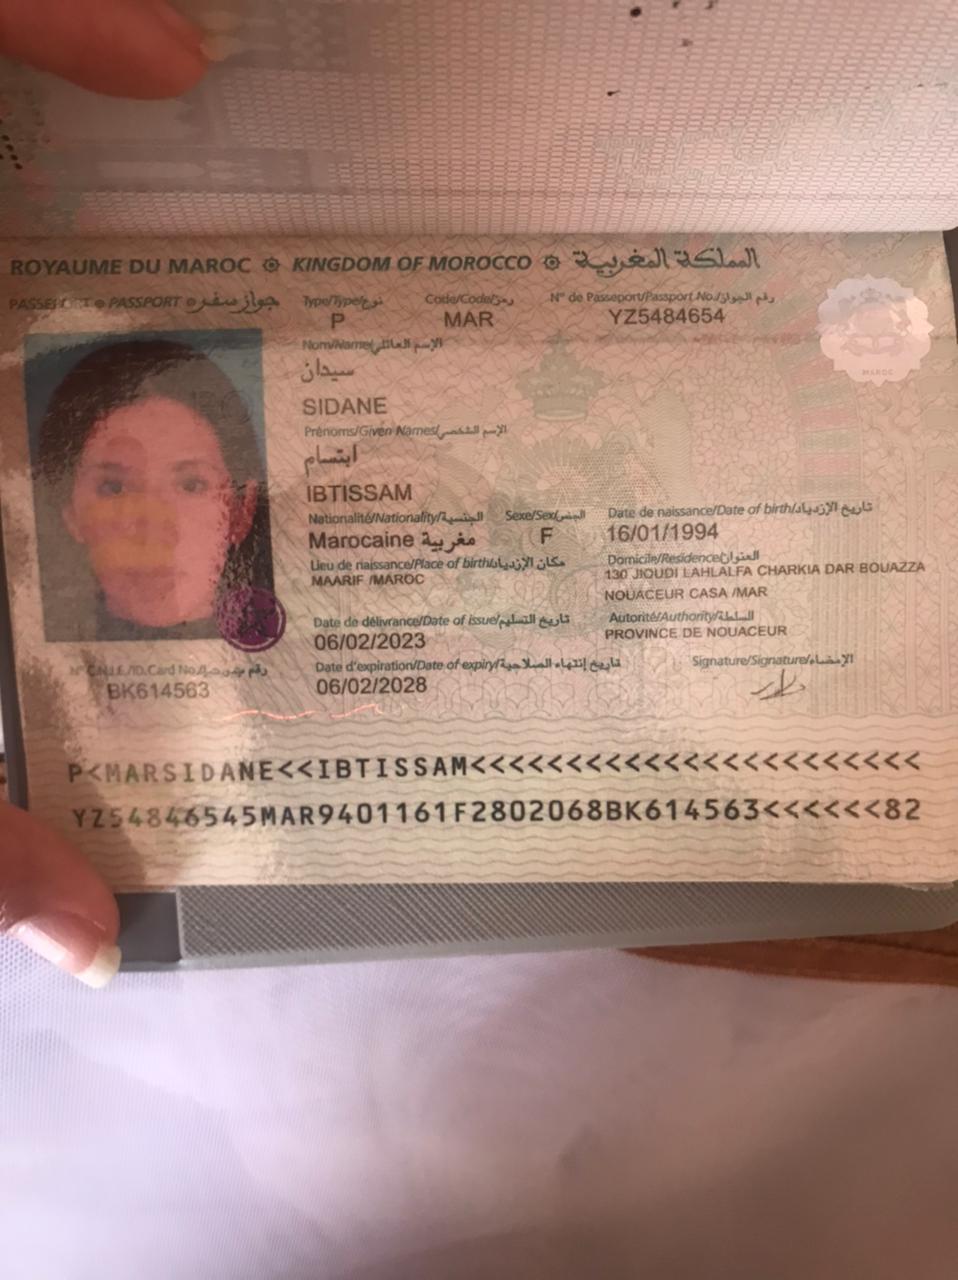 ROYAUME DU MAROC KINGDOM OF MOROCCO المملكة المغربية
PASSEPORT PASSPORT جواز سفر
Type/Type/نوع Code/Code/رمز N° de Passeport/Passport No./رقم الجواز
P MAR YZ5484654
MAROC
Nom/Name/الإسم العائلي
سيدان
SIDANE
Prénoms/Given Names/الإسم الشخصي
ابتسام
IBTISSAM
Nationalité/Nationality/الجنسية Sexe/Sex/الجنس Date de naissance/Date of birth/تاريخ الإزدياد
Marocaine مغربية F 16/01/1994
Lieu de naissance/Place of birth/مكان الإزدياد Domicile/Residence/العنوان
MAARIF /MAROC 130 JIOUDI LAHLALFA CHARKIA DAR BOUAZZA
NOUACEUR CASA /MAR
Date de délivrance/Date of issue/تاريخ التسليم Autorité/Authority/السلطة
06/02/2023 PROVINCE DE NOUACEUR
N° C.N.I.E./ID.Card No./رقم Date d'expiration/Date of expiry/تاريخ إنتهاء الصلاحية Signature/Signature/الإمضاء
BK614563 06/02/2028
P<MARSIDANE<<IBTISSAM<<<<<<<<<<<<<<<<<<<<<<<
YZ54846545MAR9401161F2802068BK614563<<<<<<82